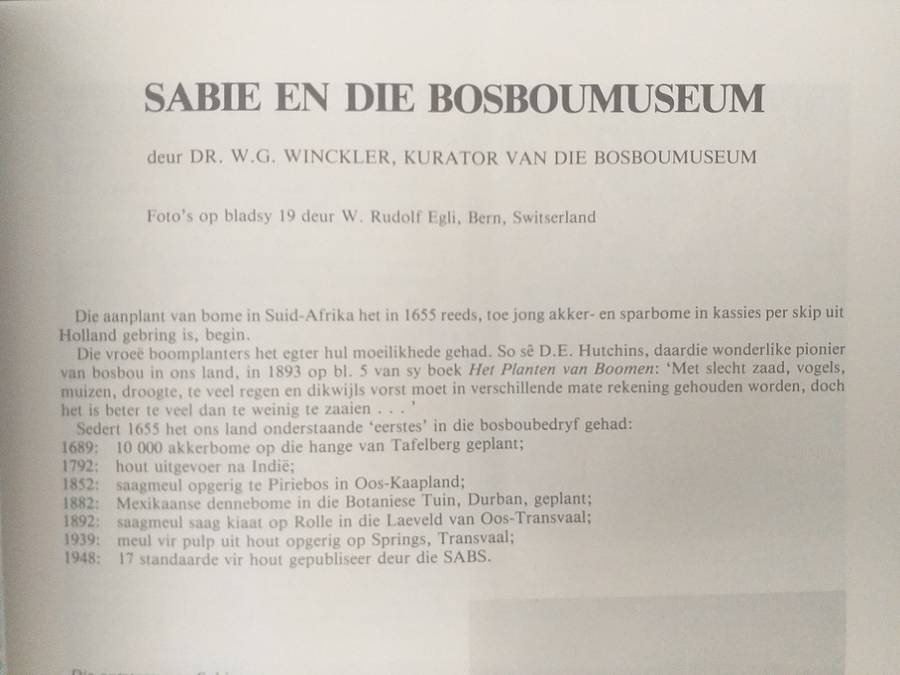 SABIE EN DIE BOSBOUMUSEUM
deur DR. W.G. WINCKLER, KURATOR VAN DIE BOSBOUMUSEUM
Foto's op bladsy 19 deur W. Rudolf Egli, Bern, Switserland
Die aanplant van bome in Suid-Afrika het in 1655 reeds, toe jong akker- en sparbome in kassies per skip uit
Holland gebring is, begin.
Die vroeë boomplanters het egter hul moeilikhede gehad. So sê D.E. Hutchins, daardie wonderlike pionier
van bosbou in ons land, in 1893 op bl. 5 van sy boek Het Planten van Boomen: 'Met slecht zaad, vogels,
muizen, droogte, te veel regen en dikwijls vorst moet in verschillende mate rekening gehouden worden, doch
het is beter te veel dan te weinig te zaaien . . . '
Sedert 1655 het ons land onderstaande 'eerstes' in die bosboubedryf gehad:
1689: 10 000 akkerbome op die hange van Tafelberg geplant;
1792: hout uitgevoer na Indië;
1852: saagmeul opgerig te Piriebos in Oos-Kaapland;
1882: Mexikaanse dennebome in die Botaniese Tuin, Durban, geplant;
1892: saagmeul saag kiaat op Rolle in die Laeveld van Oos-Transvaal;
1939: meul vir pulp uit hout opgerig op Springs, Transvaal;
1948: 17 standaarde vir hout gepubliseer deur die SABS.